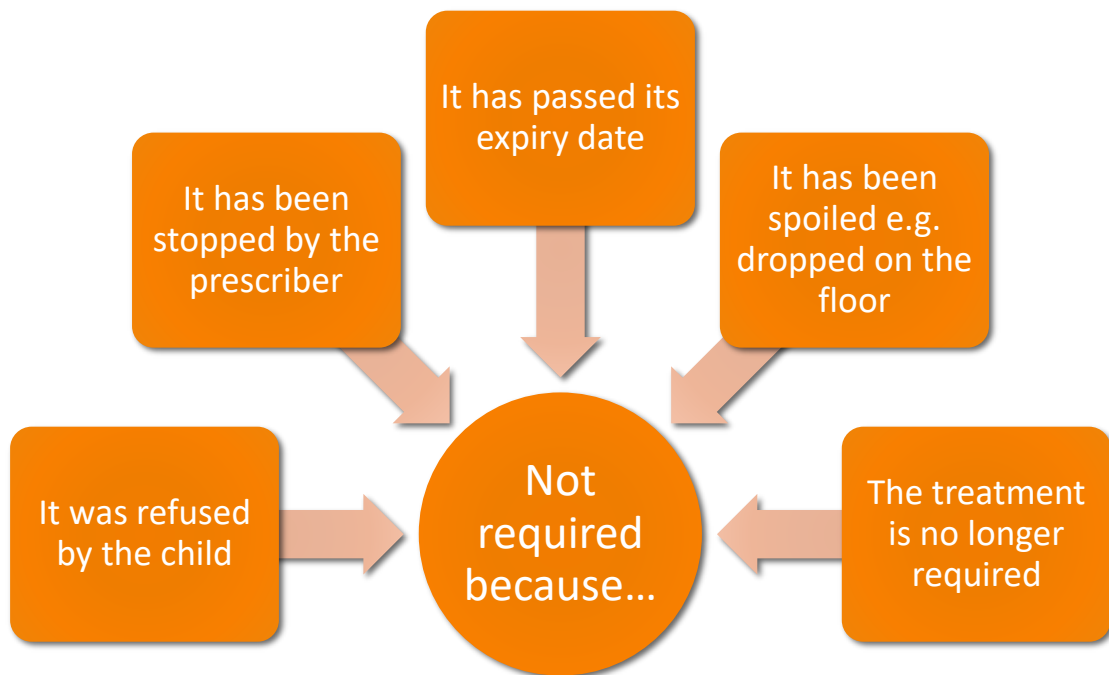 It has passed its
expiry date
It has been
stopped by the
prescriber
It has been
spoiled e.g.
dropped on the
floor
It was refused
by the child
Not
required
because…
The treatment
is no longer
required